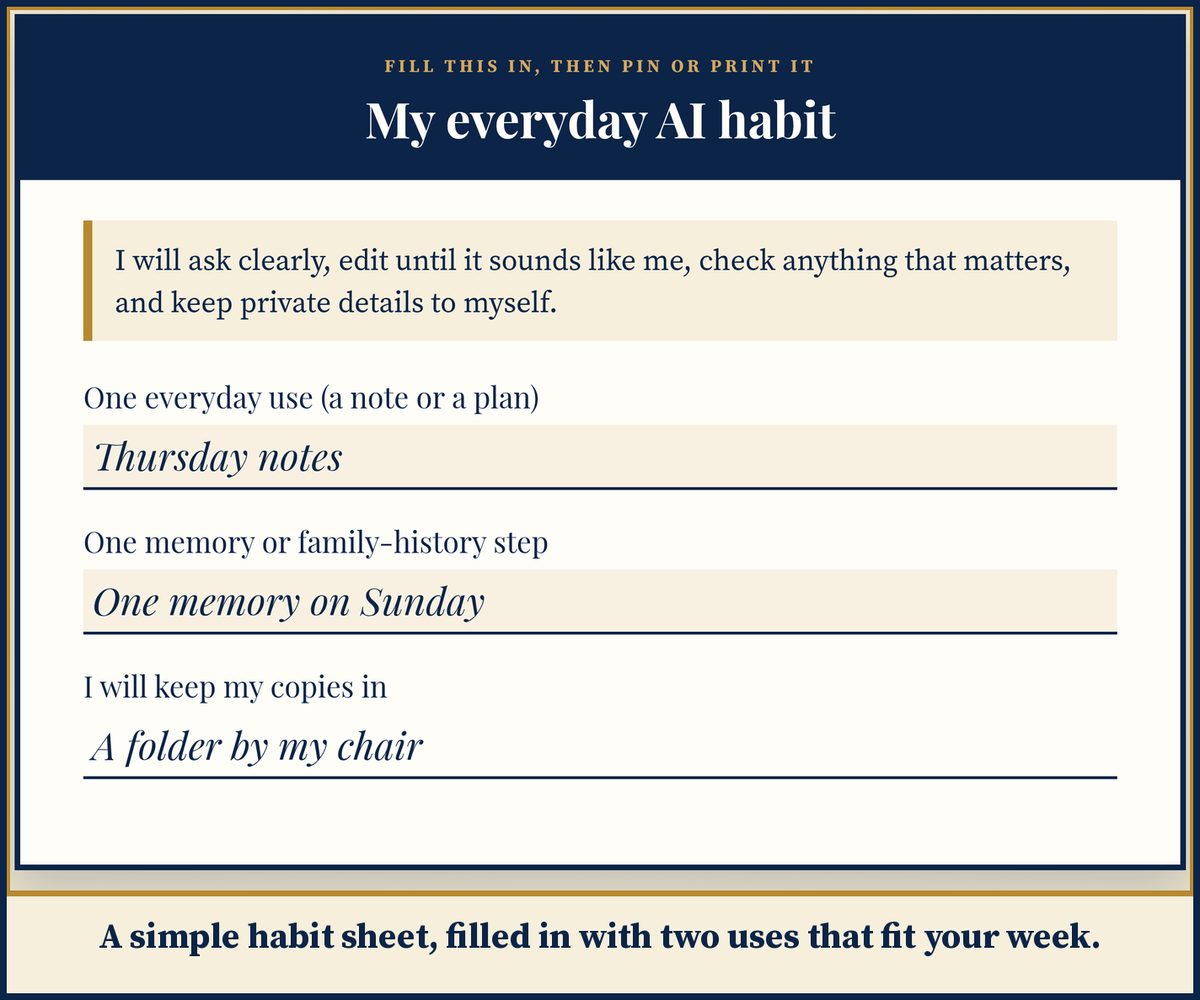 FILL THIS IN, THEN PIN OR PRINT IT
My everyday AI habit
I will ask clearly, edit until it sounds like me, check anything that matters,
and keep private details to myself.
One everyday use (a note or a plan)
Thursday notes
One memory or family-history step
One memory on Sunday
I will keep my copies in
A folder by my chair
A simple habit sheet, filled in with two uses that fit your week.